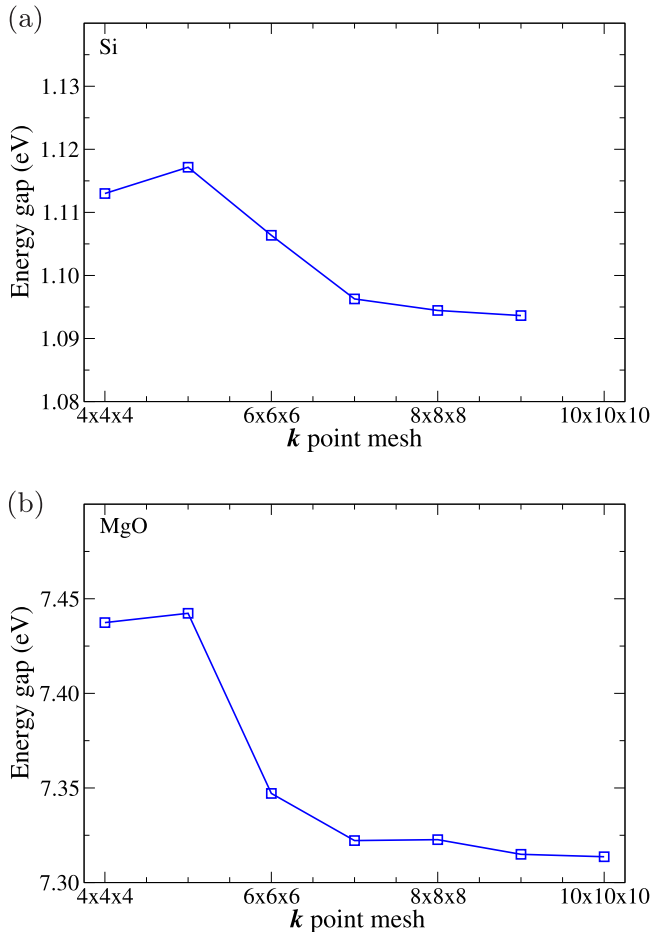 (a)
Si
1.13
1.12
1.11
1.10
1.09
1.08
Energy gap (eV)
4x4x4 6x6x6 8x8x8 10x10x10
k point mesh
(b)
MgO
7.45
7.40
7.35
7.30
Energy gap (eV)
4x4x4 6x6x6 8x8x8 10x10x10
k point mesh